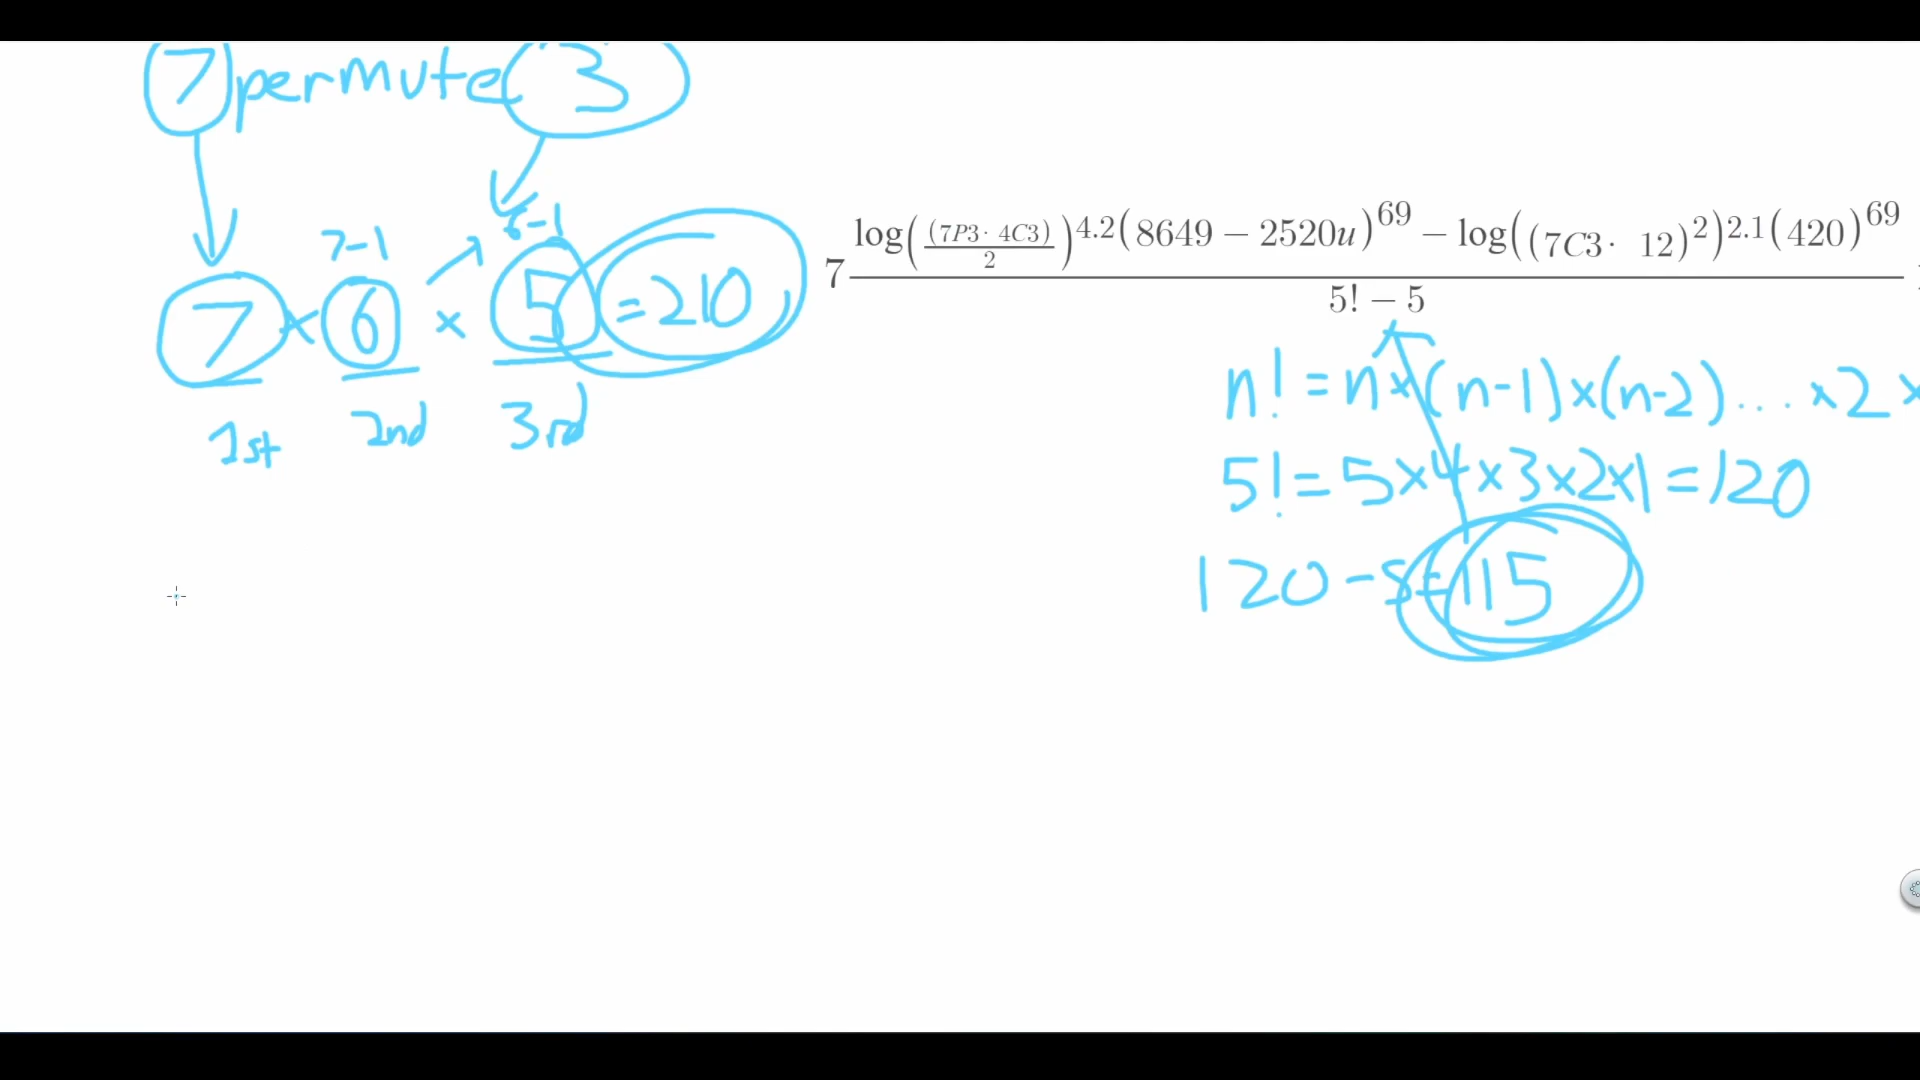 7 permute 3
7-1 6-1
7 × 6 × 5 = 210
1st 2nd 3rd
7 log((7P3· 4C3)/2)^4.2(8649 − 2520u)^69 − log((7C3· 12)^2)^2.1(420)^69
5! − 5
n! = n×(n-1)×(n-2)... ×2×
5! = 5×4×3×2×1=120
120-5=115